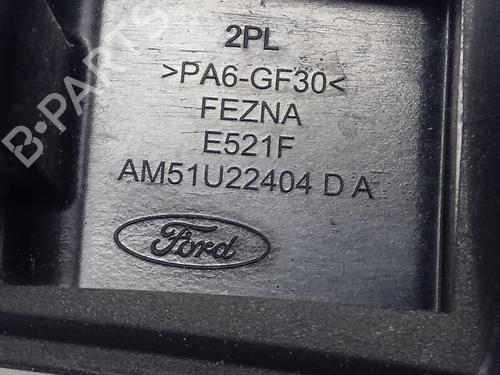 2PL
>PA6-GF30<
FEZNA
E521F
AM51U22404 D A
Ford
B-PARTS